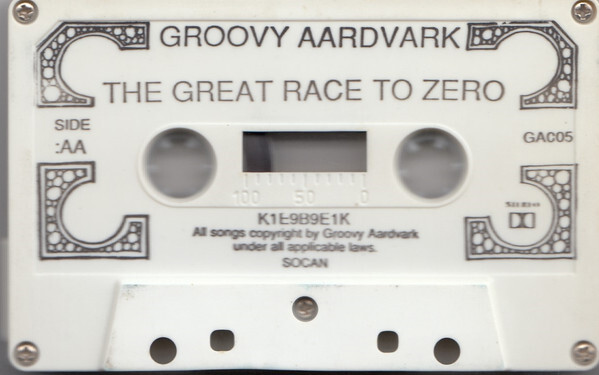 GROOVY AARDVARK
THE GREAT RACE TO ZERO
SIDE
:AA
GAC05
100 50 0
K1E9B9E1K
All songs copyright by Groovy Aardvark
under all applicable laws.
SOCAN